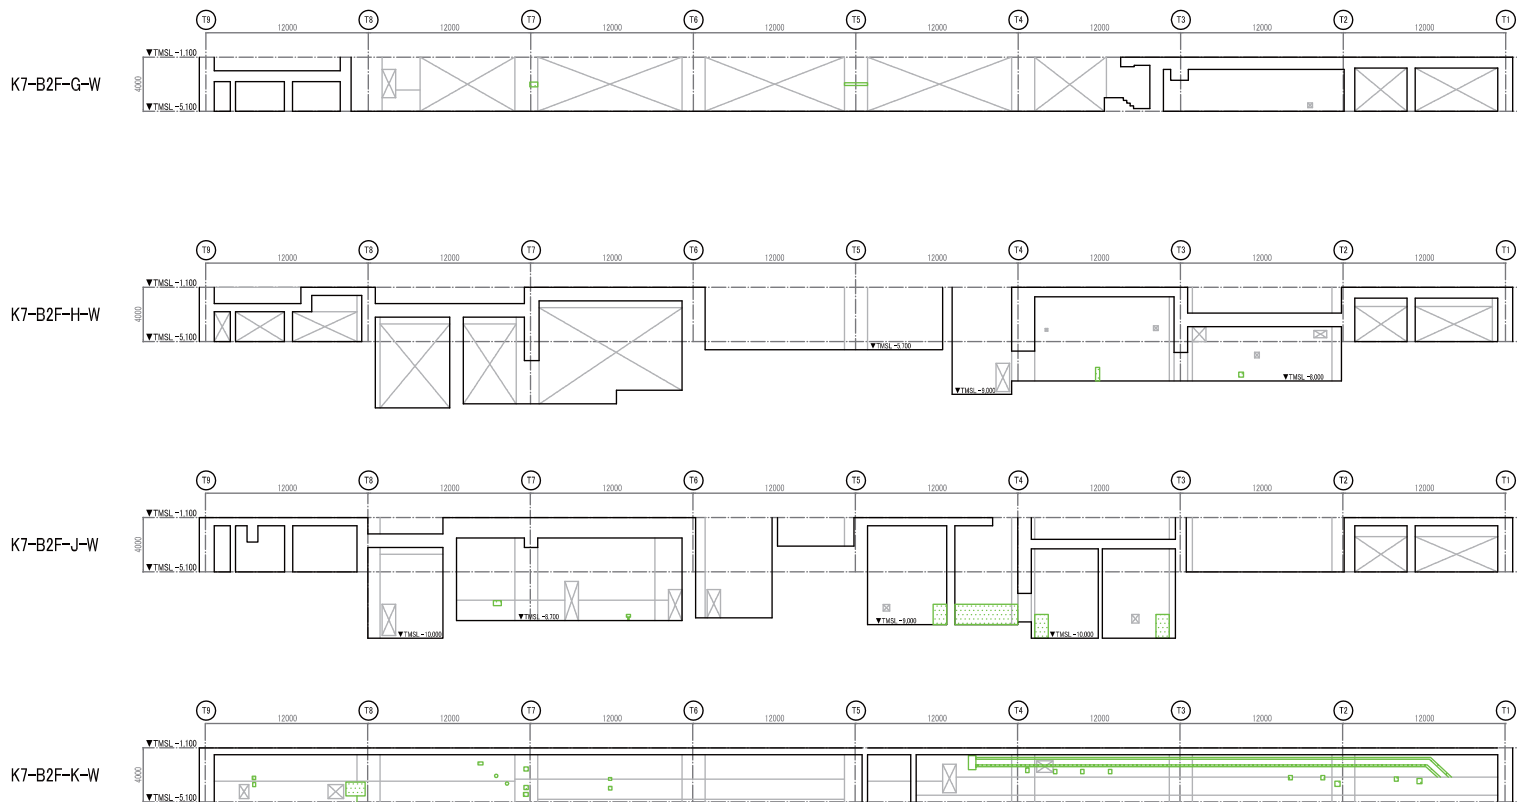 T9 T8 T7 T6 T5 T4 T3 T2 T1
12000 12000 12000 12000 12000 12000 12000 12000
▼TMSL -1,100
K7-B2F-G-W
4000
▼TMSL -5,100
T9 T8 T7 T6 T5 T4 T3 T2 T1
12000 12000 12000 12000 12000 12000 12000 12000
▼TMSL -1,100
K7-B2F-H-W
4000
▼TMSL -5,100
▼TMSL -5,700
▼TMSL -8,000
▼TMSL -9,000
T9 T8 T7 T6 T5 T4 T3 T2 T1
12000 12000 12000 12000 12000 12000 12000 12000
▼TMSL -1,100
K7-B2F-J-W
4000
▼TMSL -5,100
▼TMSL -8,700
▼TMSL -9,000
▼TMSL -10,000
▼TMSL -10,000
T9 T8 T7 T6 T5 T4 T3 T2 T1
12000 12000 12000 12000 12000 12000 12000 12000
▼TMSL -1,100
K7-B2F-K-W
4000
▼TMSL -5,100